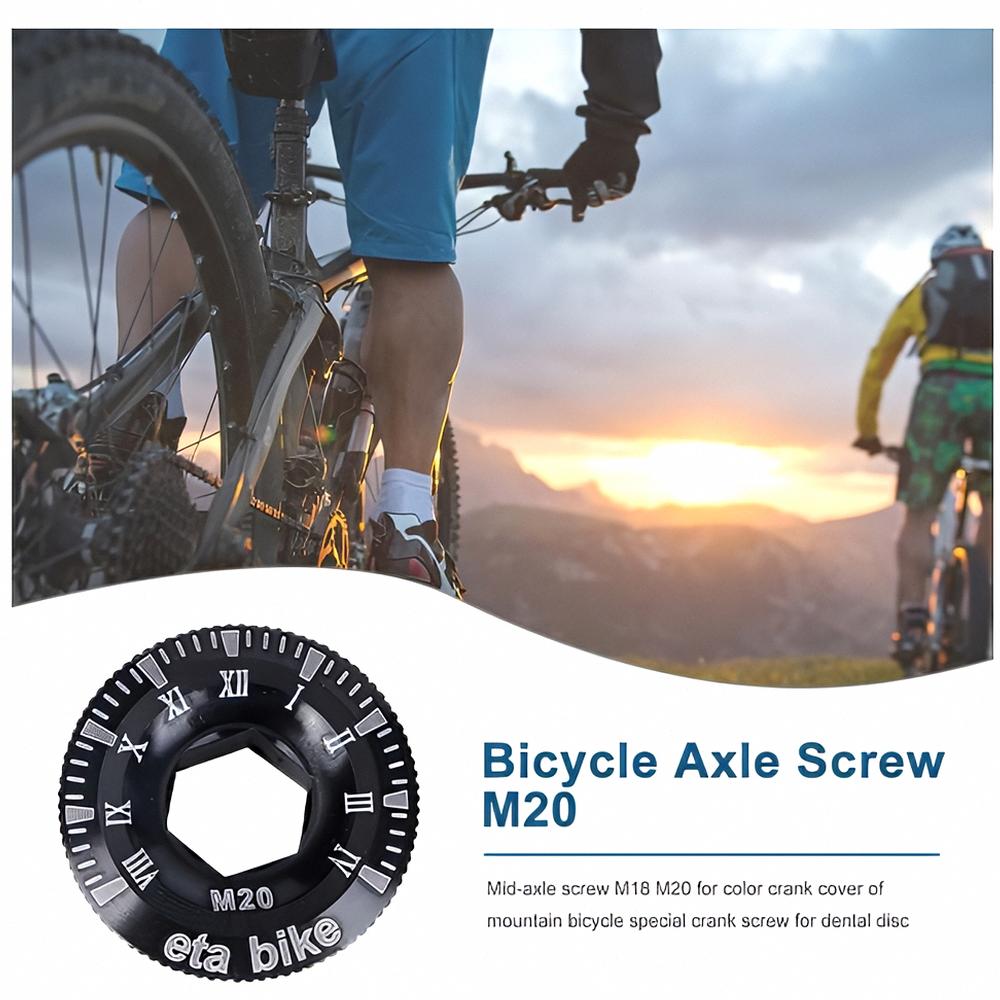 XII
I
II
III
IV
VIII
IX
X
XI
M20
eta bike
Bicycle Axle Screw
M20
Mid-axle screw M18 M20 for color crank cover of
mountain bicycle special crank screw for dental disc